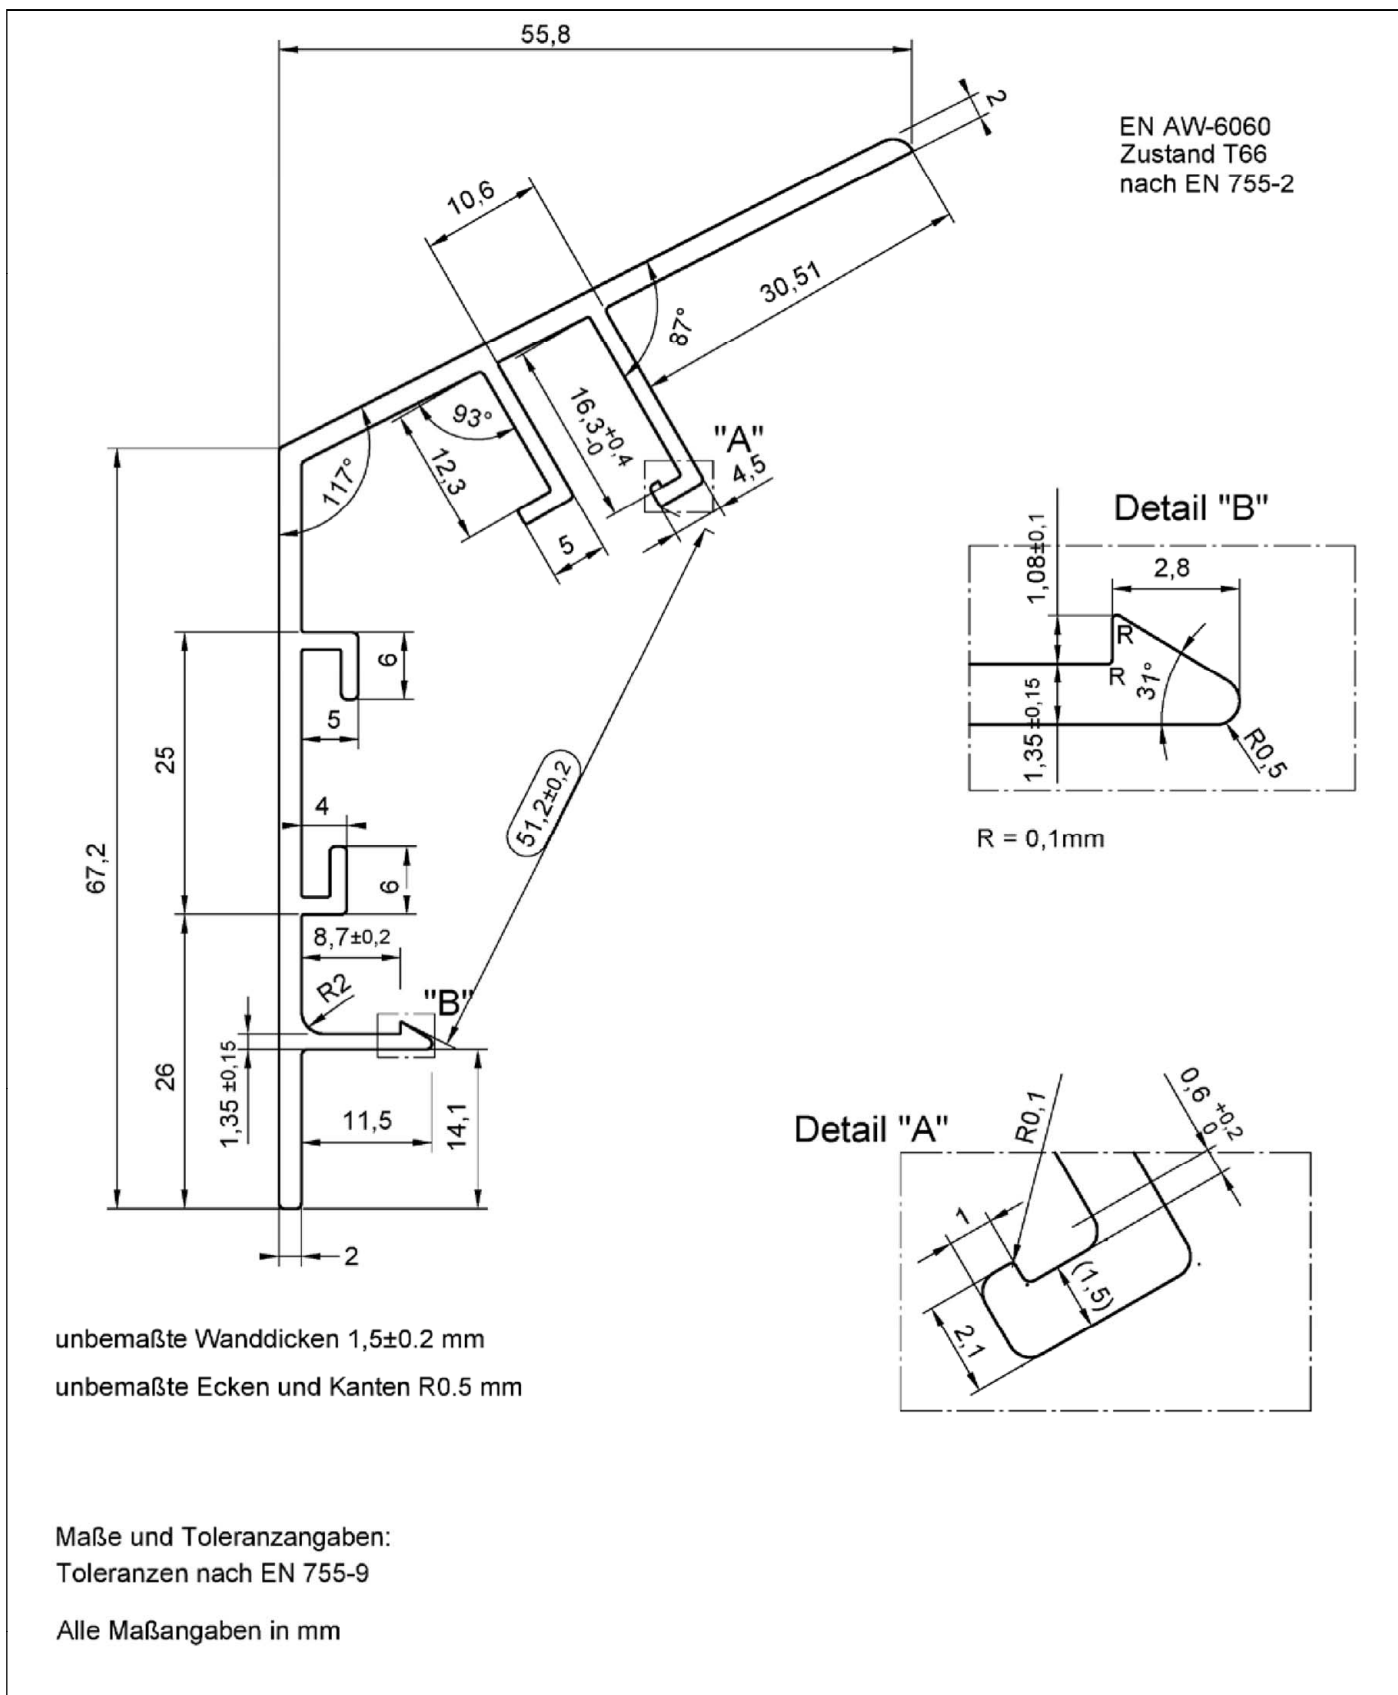 55,8
2
EN AW-6060
Zustand T66
nach EN 755-2
10,6
30,51
87°
93°
16,3 +0,4
-0
"A"
4,5
117°
12,3
5
Detail "B"
1,08±0,1
2,8
R
R
31°
1,35±0,15
R0,5
R = 0,1mm
6
5
25
51,2±0,2
4
67,2
6
8,7±0,2
R2
"B"
1,35 ±0,15
26
11,5
14,1
2
Detail "A"
R0,1
0,6 +0,2
0
1
(1,5)
2,1
unbemaßte Wanddicken 1,5±0.2 mm
unbemaßte Ecken und Kanten R0.5 mm
Maße und Toleranzangaben:
Toleranzen nach EN 755-9
Alle Maßangaben in mm